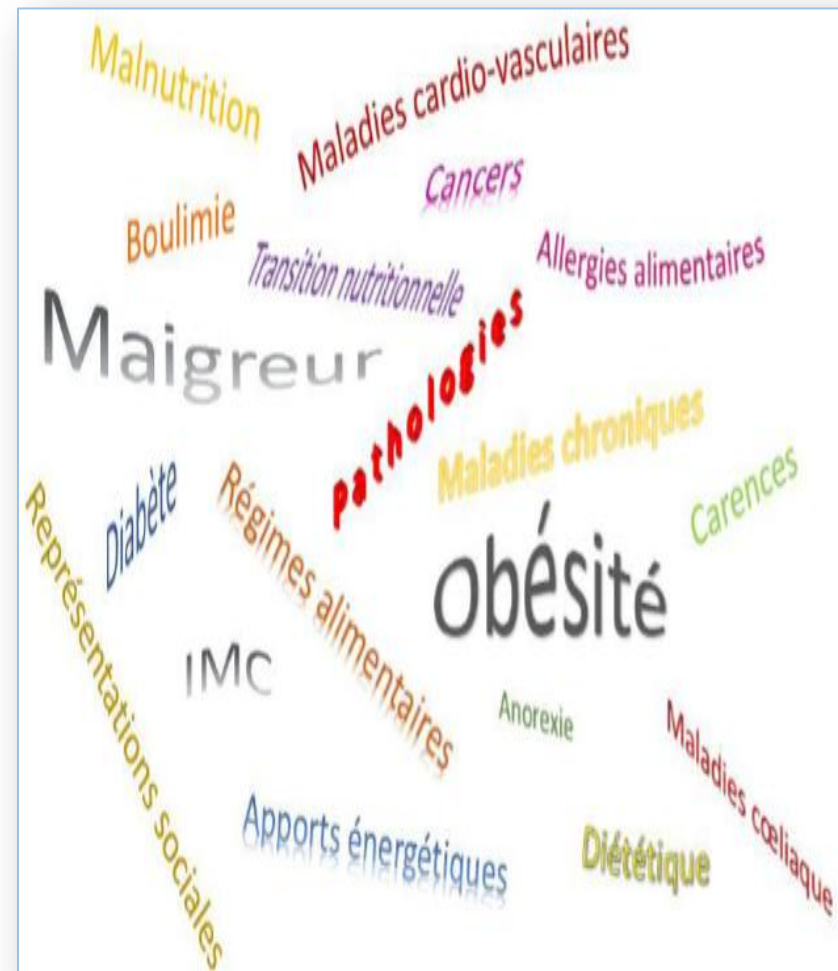 Malnutrition
Maladies cardio-vasculaires
Cancers
Boulimie
Transition nutritionnelle
Allergies alimentaires
Maigreur
Pathologies
Maladies chroniques
Carences
Diabète
Régimes alimentaires
Représentations sociales
Obésité
IMC
Anorexie
Maladies cœliaque
Apports énergétiques
Diététique